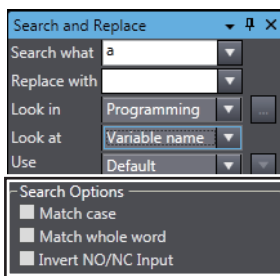 Search and Replace
Search what a
Replace with
Look in Programming ...
Look at Variable name
Use Default
Search Options
Match case
Match whole word
Invert NO/NC Input